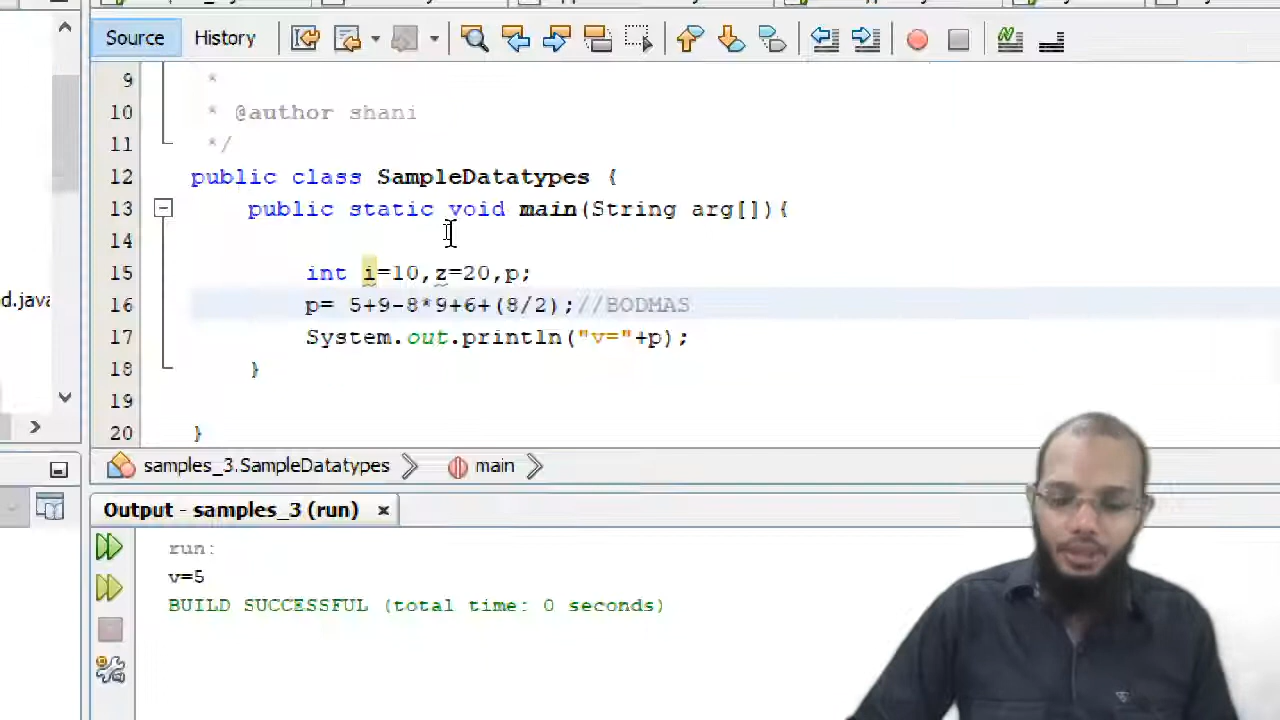 Source History
9 *
10 * @author shani
11 */
12 public class SampleDatatypes {
13 public static void main(String arg[]){
14
15 int i=10,z=20,p;
d.java
16 p= 5+9-8*9+6+(8/2);//BODMAS
17 System.out.println("v="+p);
18 }
19
20 }
samples_3.SampleDatatypes main
Output - samples_3 (run)
run:
v=5
BUILD SUCCESSFUL (total time: 0 seconds)